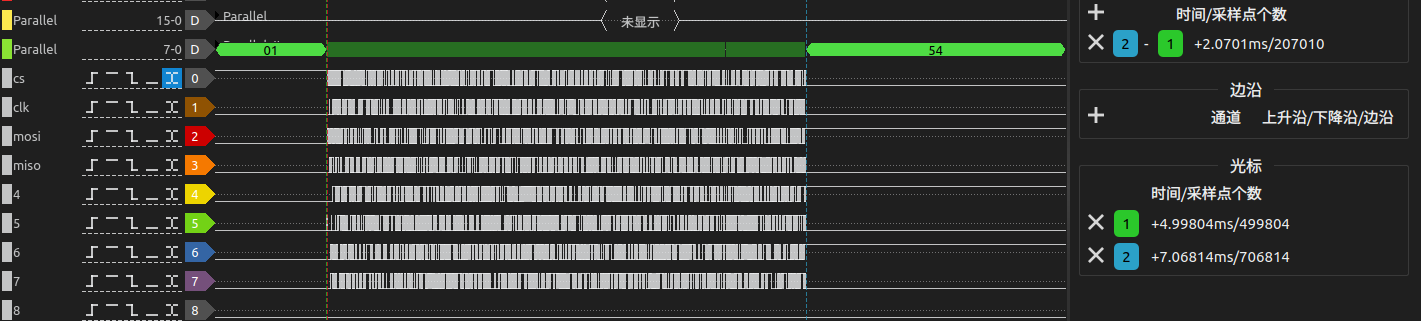 Parallel 15-0 D Parallel 未显示
Parallel 7-0 D 01 54
cs 0
clk 1
mosi 2
miso 3
4 4
5 5
6 6
7 7
8 8
时间/采样点个数
2 - 1 +2.0701ms/207010
边沿
通道 上升沿/下降沿/边沿
光标
时间/采样点个数
1 +4.99804ms/499804
2 +7.06814ms/706814